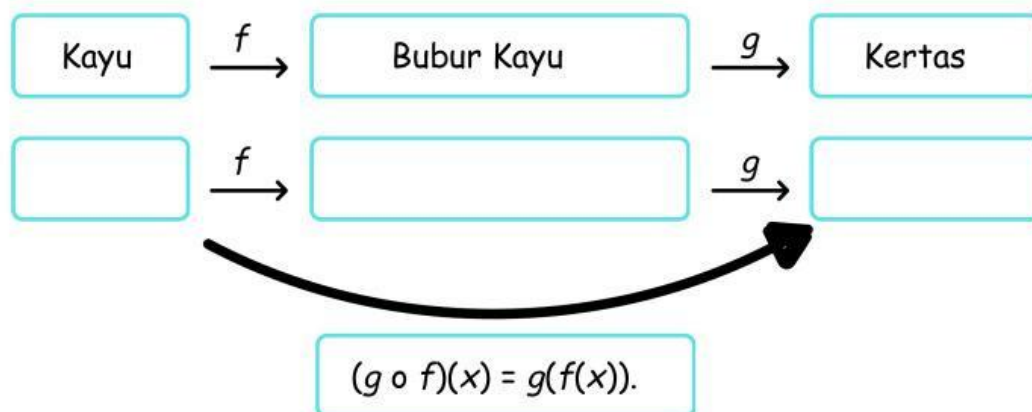 Kayu f Bubur Kayu g Kertas
f g
(g o f)(x) = g(f(x)).